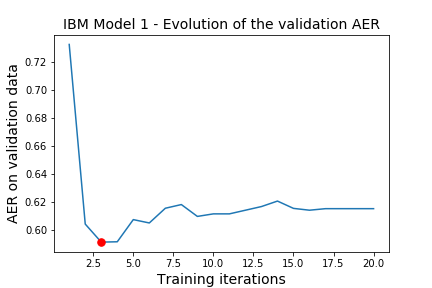 IBM Model 1 - Evolution of the validation AER
AER on validation data
0.72
0.70
0.68
0.66
0.64
0.62
0.60
2.5 5.0 7.5 10.0 12.5 15.0 17.5 20.0
Training iterations